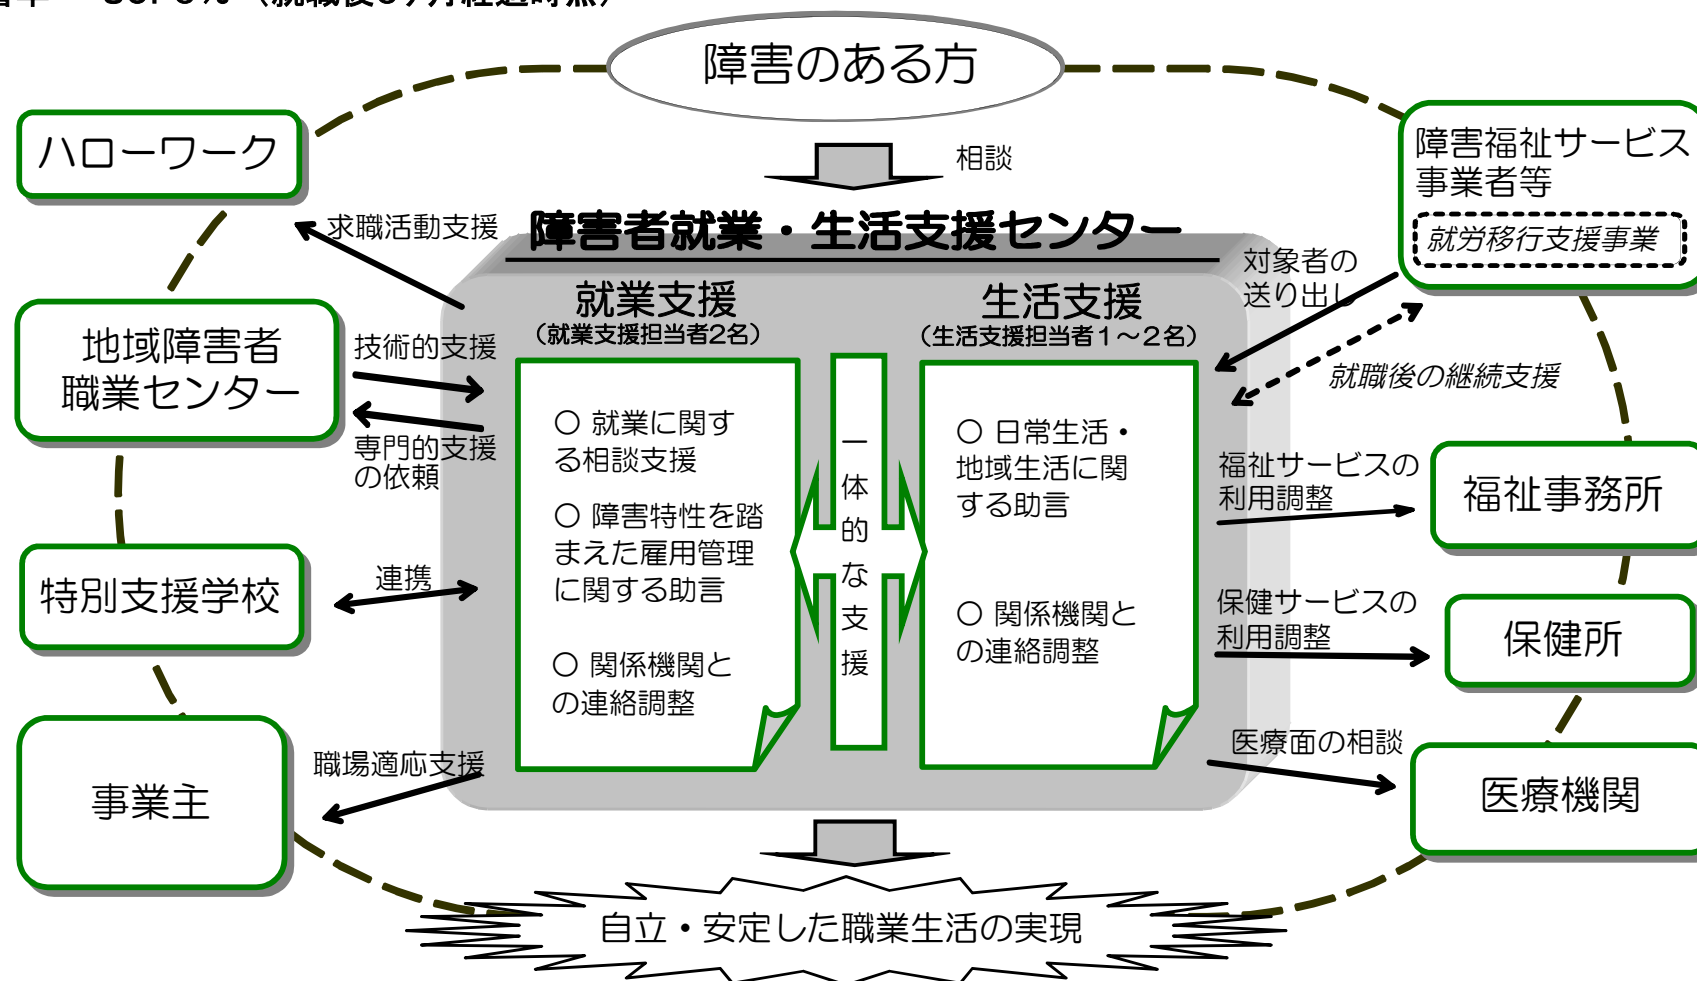 障害のある方
相談
ハローワーク
求職活動支援
障害者就業・生活支援センター
障害福祉サービス
事業者等
就労移行支援事業
対象者の
送り出し
就職後の継続支援
地域障害者
職業センター
技術的支援
専門的支援
の依頼
就業支援
(就業支援担当者2名)
○ 就業に関す
る相談支援
○ 障害特性を踏
まえた雇用管理
に関する助言
○ 関係機関と
の連絡調整
一体的な支援
生活支援
(生活支援担当者1~2名)
○ 日常生活・
地域生活に関
する助言
○ 関係機関と
の連絡調整
福祉サービスの
利用調整
福祉事務所
特別支援学校
連携
保健サービスの
利用調整
保健所
事業主
職場適応支援
医療面の相談
医療機関
自立・安定した職業生活の実現